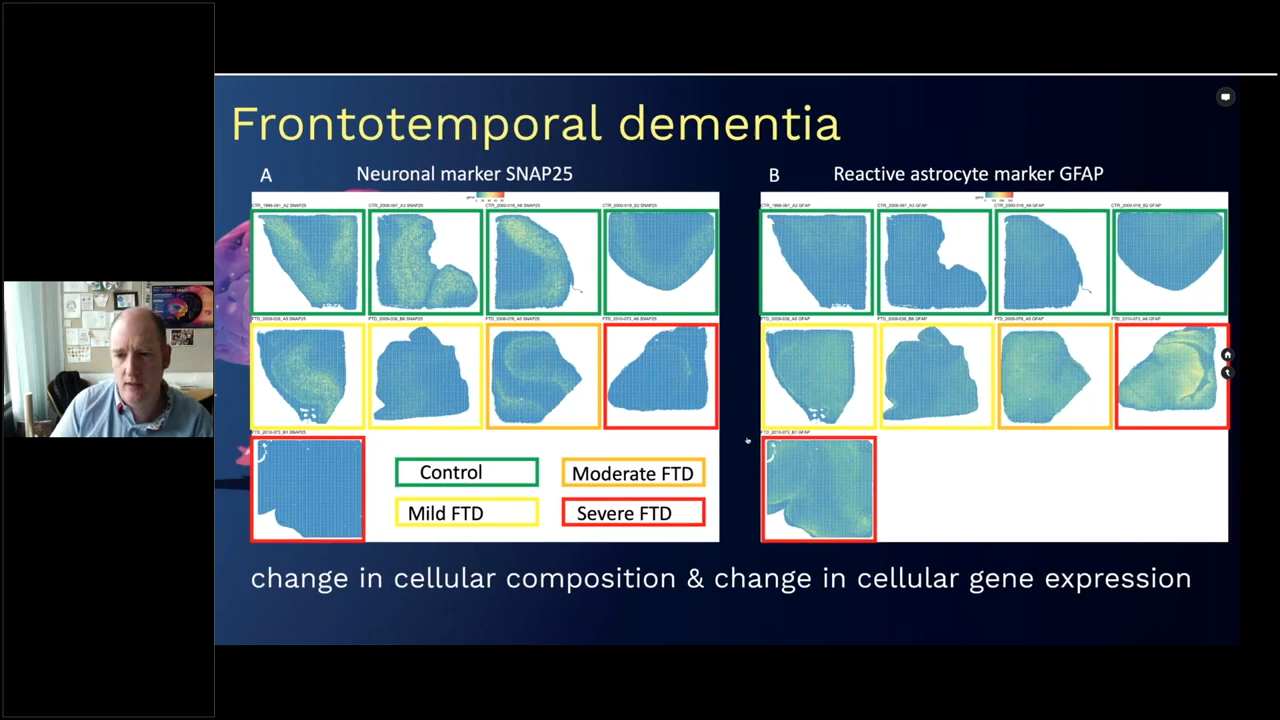 Frontotemporal dementia
A
Neuronal marker SNAP25
B
Reactive astrocyte marker GFAP
Control
Moderate FTD
Mild FTD
Severe FTD
change in cellular composition & change in cellular gene expression